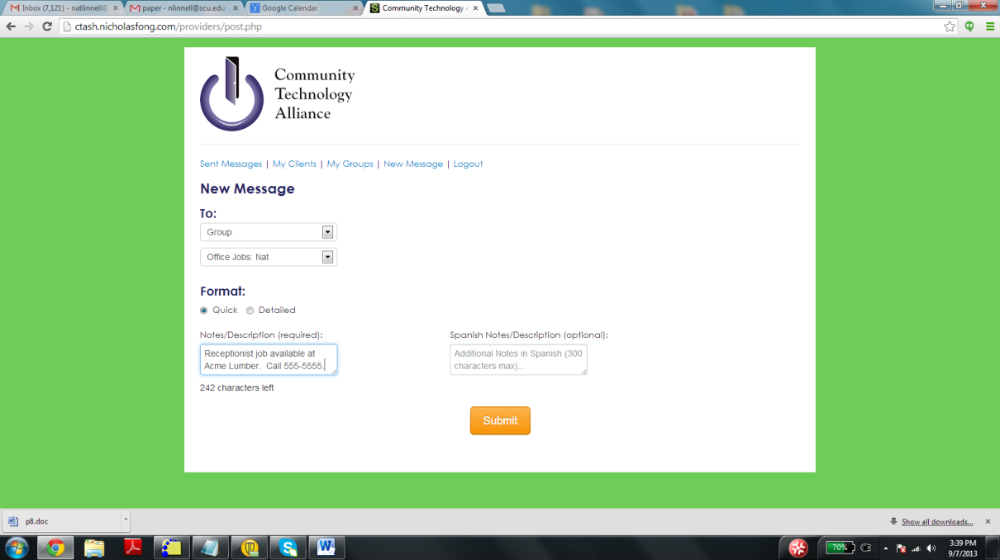 Inbox (7,121) - natlinnell@
paper - nlinnell@scu.edu
Google Calendar
Community Technology A
ctash.nicholasfong.com/providers/post.php
Community
Technology
Alliance
Sent Messages | My Clients | My Groups | New Message | Logout
New Message
To:
Group
Office Jobs: Nat
Format:
Quick Detailed
Notes/Description (required):
Spanish Notes/Description (optional):
Receptionist job available at
Acme Lumber.  Call 555-5555.
Additional Notes in Spanish (300
characters max)...
242 characters left
Submit
p8.doc
Show all downloads...
70%
3:39 PM
9/7/2013